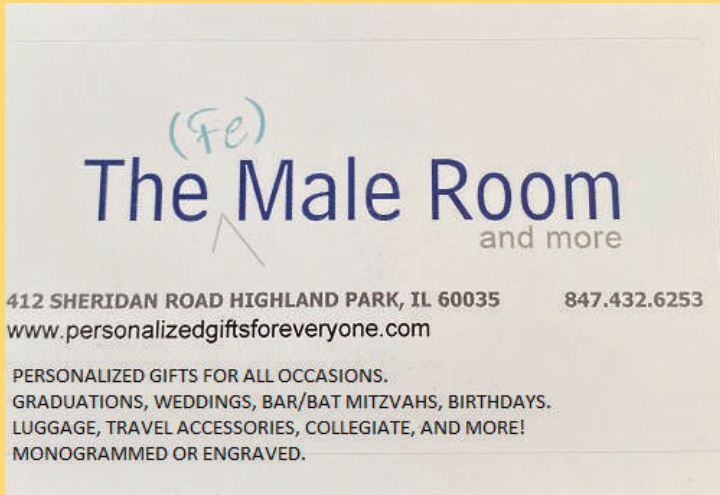 (Fe)
The Male Room
and more
412 SHERIDAN ROAD HIGHLAND PARK, IL 60035 847.432.6253
www.personalizedgiftsforeveryone.com
PERSONALIZED GIFTS FOR ALL OCCASIONS.
GRADUATIONS, WEDDINGS, BAR/BAT MITZVAHS, BIRTHDAYS.
LUGGAGE, TRAVEL ACCESSORIES, COLLEGIATE, AND MORE!
MONOGRAMMED OR ENGRAVED.